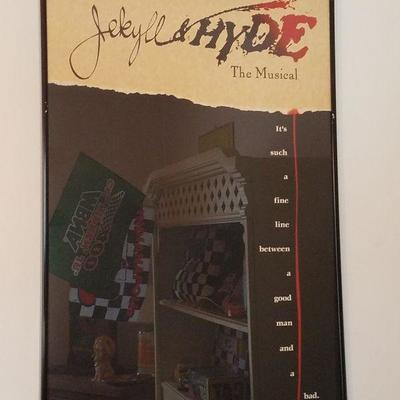 Jekyll & HYDE
The Musical
It's
such
a
fine
line
between
a
good
man
and
a
bad.